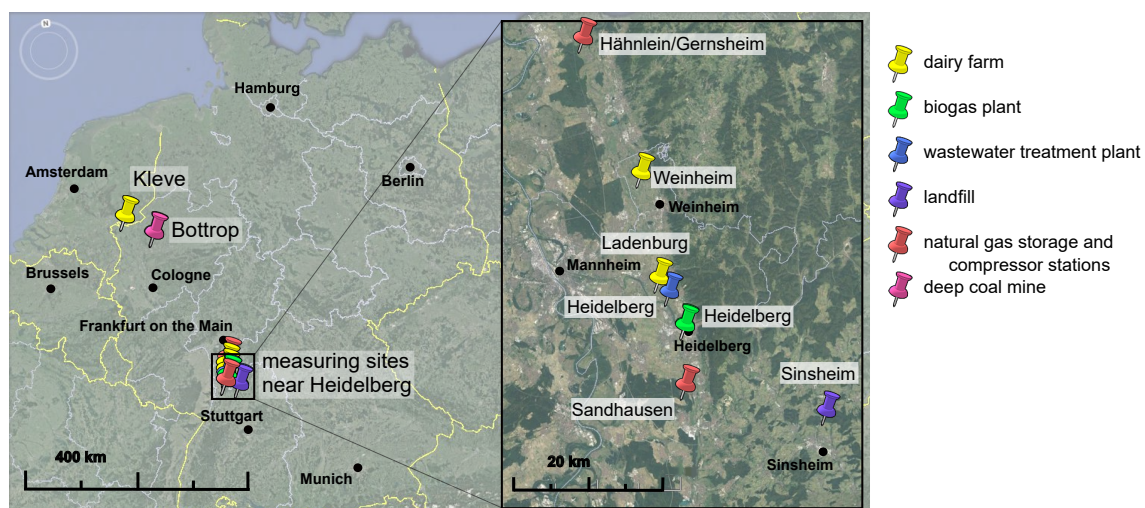 N
Hamburg
Amsterdam
Berlin
Kleve
Bottrop
Brussels
Cologne
Frankfurt on the Main
measuring sites
near Heidelberg
Stuttgart
400 km
Munich
Hähnlein/Gernsheim
Weinheim
Weinheim
Ladenburg
Mannheim
Heidelberg
Heidelberg
Heidelberg
Sinsheim
Sandhausen
20 km
Sinsheim
dairy farm
biogas plant
wastewater treatment plant
landfill
natural gas storage and
compressor stations
deep coal mine